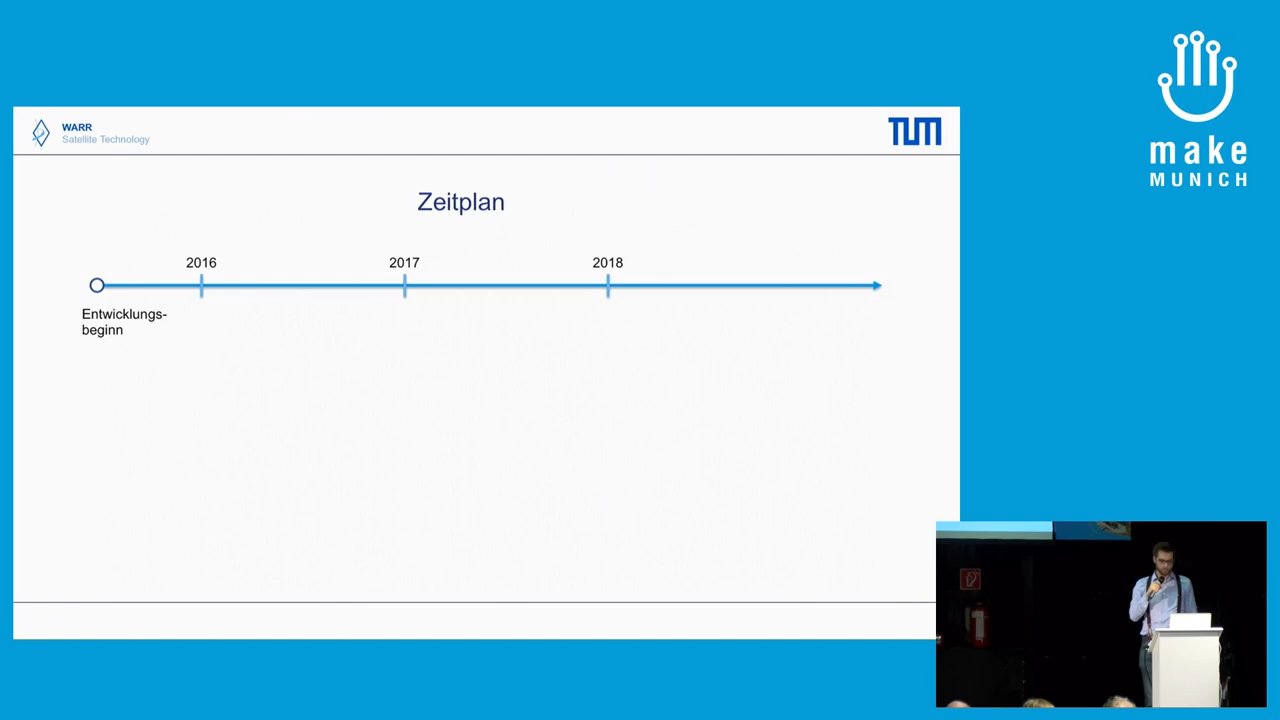 WARR
Satellite Technology
TUM
make
MUNICH
Zeitplan
2016
2017
2018
Entwicklungs-
beginn